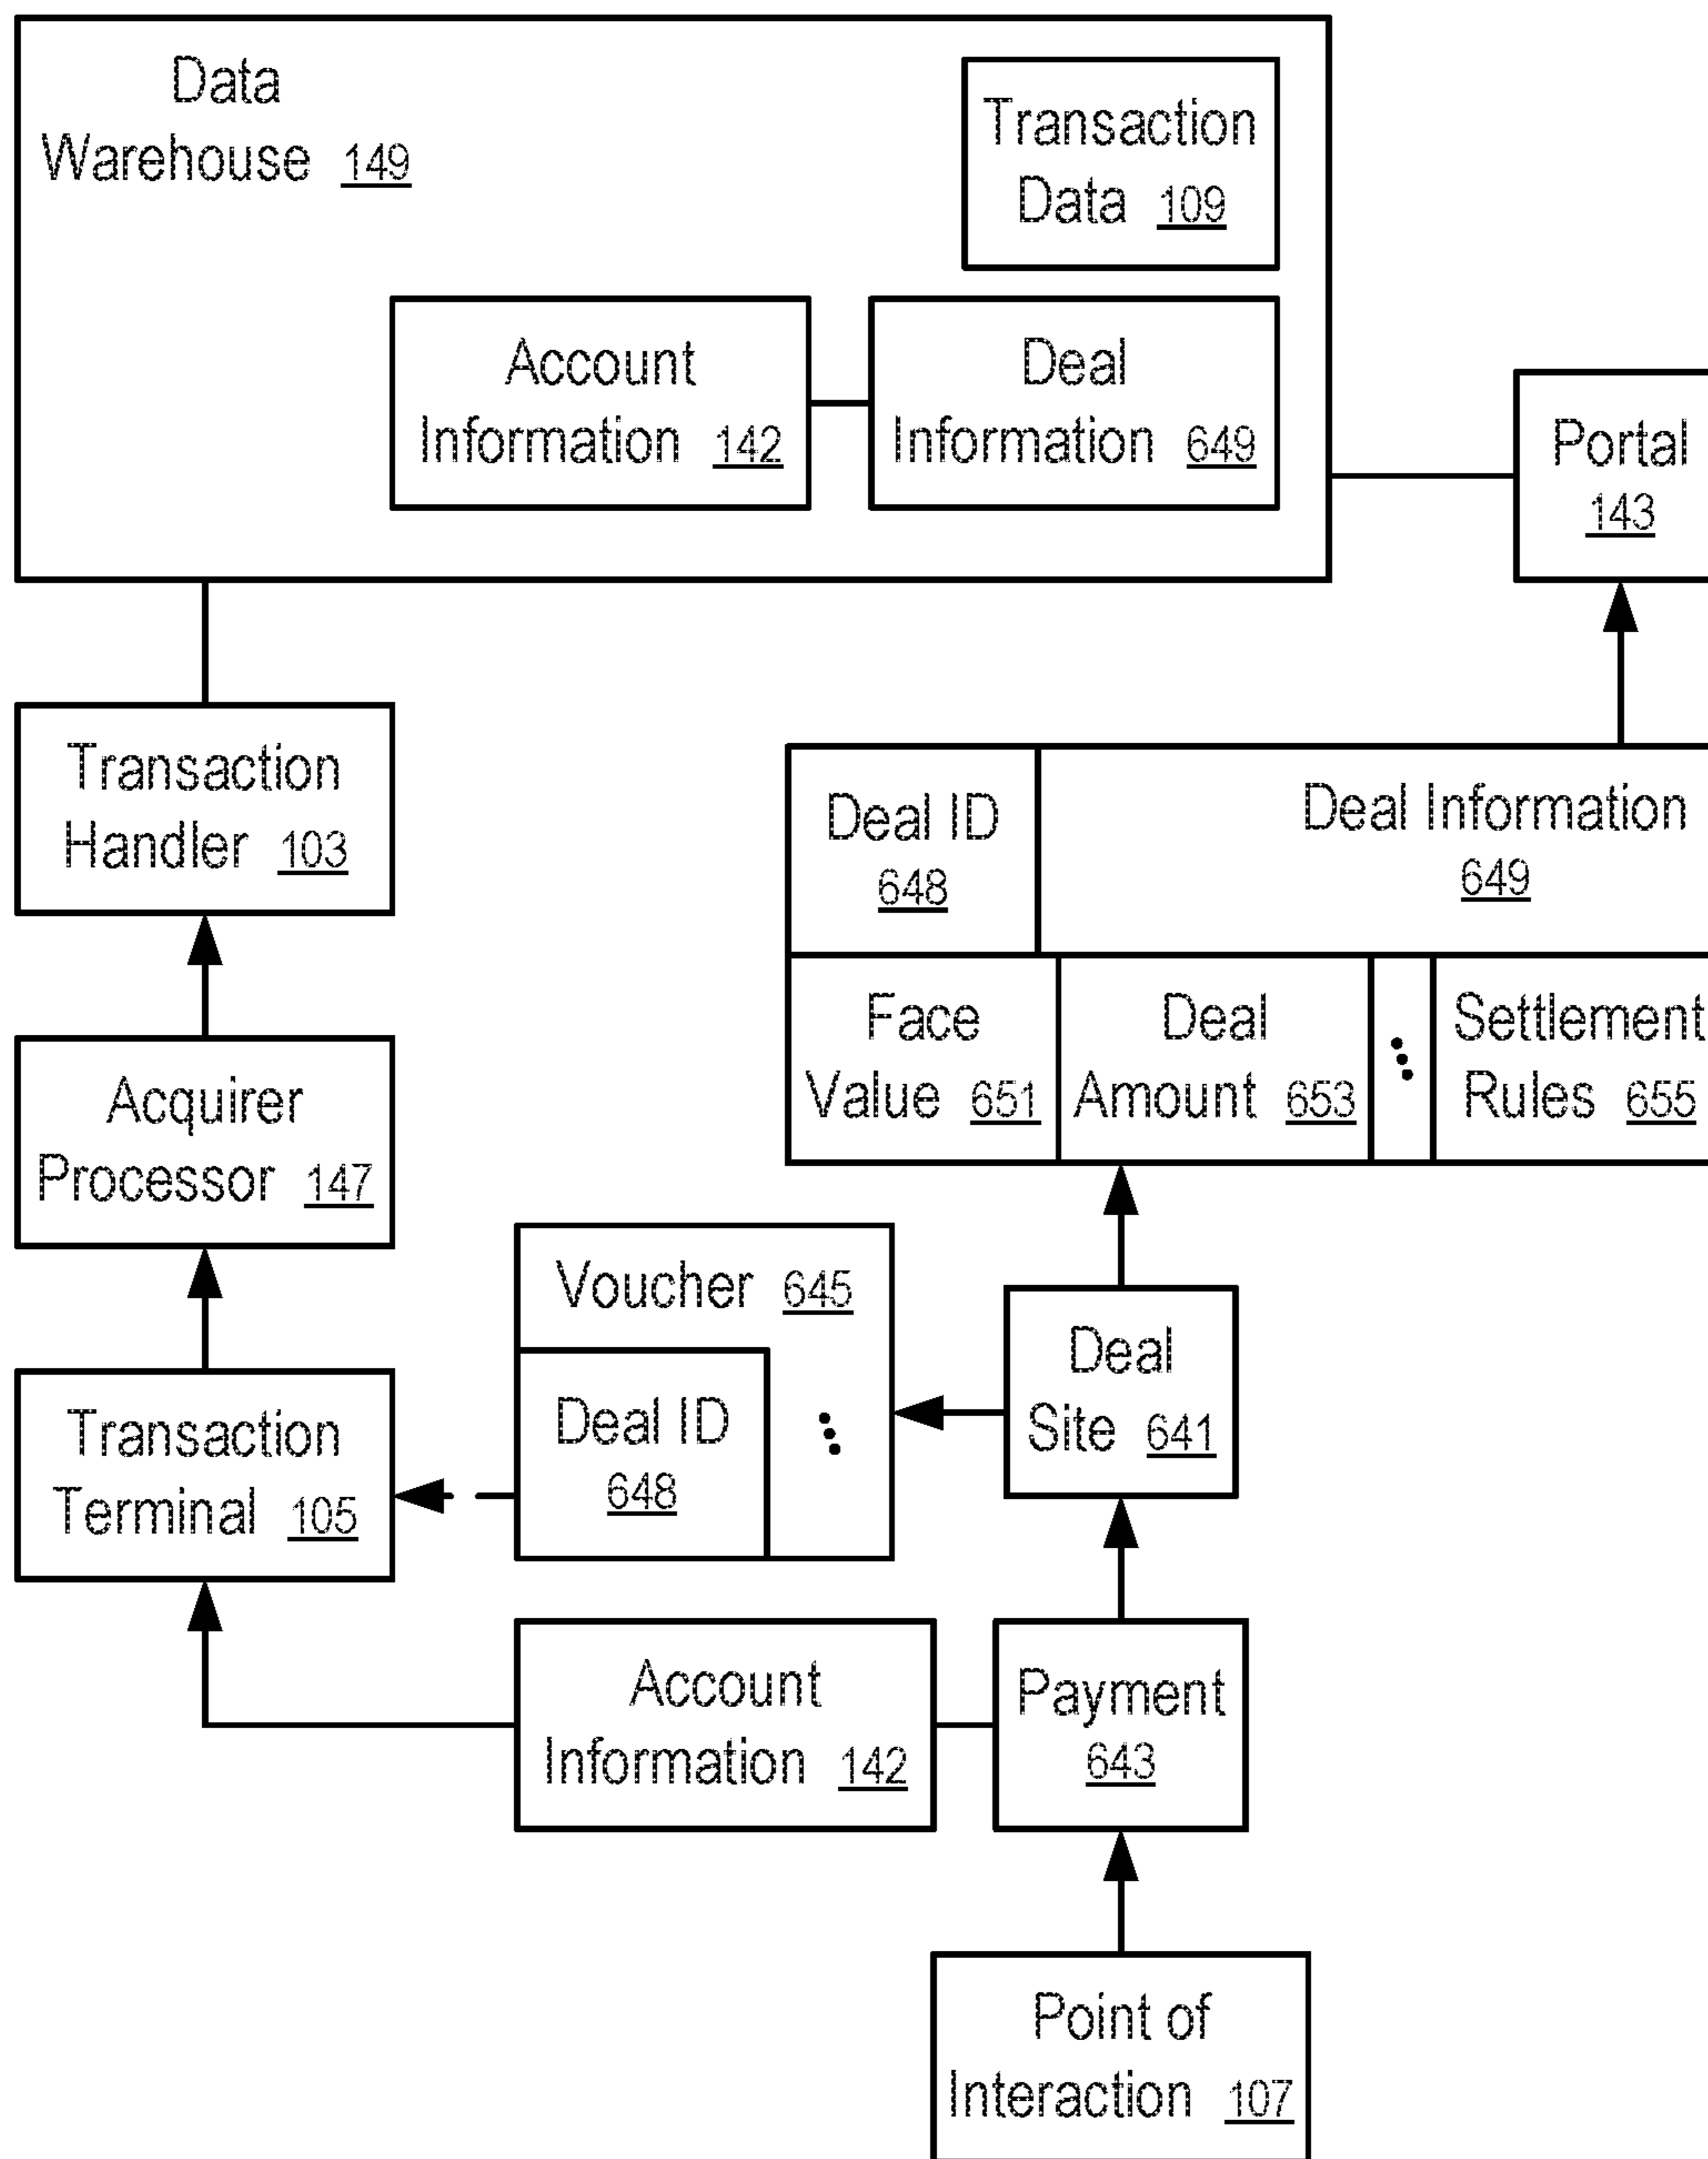 Data
Warehouse 149
Transaction
Data 109
Account
Information 142
Deal
Information 649
Portal
143
Transaction
Handler 103
Deal ID
648
Deal Information
649
Face
Value 651
Deal
Amount 653
Settlement
Rules 655
Acquirer
Processor 147
Voucher 645
Deal ID
648
Deal
Site 641
Transaction
Terminal 105
Account
Information 142
Payment
643
Point of
Interaction 107